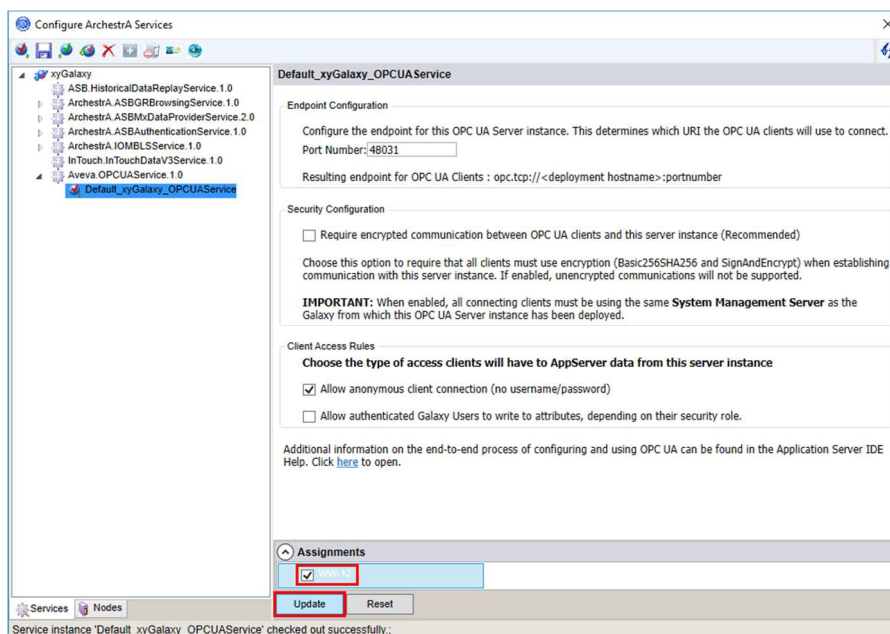 Configure ArchestrA Services
xyGalaxy
ASB.HistoricalDataReplayService.1.0
ArchestrA.ASBGRBrowsingService.1.0
ArchestrA.ASBMxDataProviderService.2.0
ArchestrA.ASBAuthenticationService.1.0
ArchestrA.IOMBLSService.1.0
InTouch.InTouchDataV3Service.1.0
Aveva.OPCUAService.1.0
Default_xyGalaxy_OPCUAService
Default_xyGalaxy_OPCUAService
Endpoint Configuration
Configure the endpoint for this OPC UA Server instance. This determines which URI the OPC UA clients will use to connect.
Port Number: 48031
Resulting endpoint for OPC UA Clients : opc.tcp://<deployment hostname>:portnumber
Security Configuration
Require encrypted communication between OPC UA clients and this server instance (Recommended)
Choose this option to require that all clients must use encryption (Basic256SHA256 and SignAndEncrypt) when establishing
communication with this server instance. If enabled, unencrypted communications will not be supported.
IMPORTANT: When enabled, all connecting clients must be using the same System Management Server as the
Galaxy from which this OPC UA Server instance has been deployed.
Client Access Rules
Choose the type of access clients will have to AppServer data from this server instance
Allow anonymous client connection (no username/password)
Allow authenticated Galaxy Users to write to attributes, depending on their security role.
Additional information on the end-to-end process of configuring and using OPC UA can be found in the Application Server IDE
Help. Click here to open.
Assignments
WW-12
Update Reset
Services Nodes
Service instance 'Default_xyGalaxy_OPCUAService' checked out successfully.;